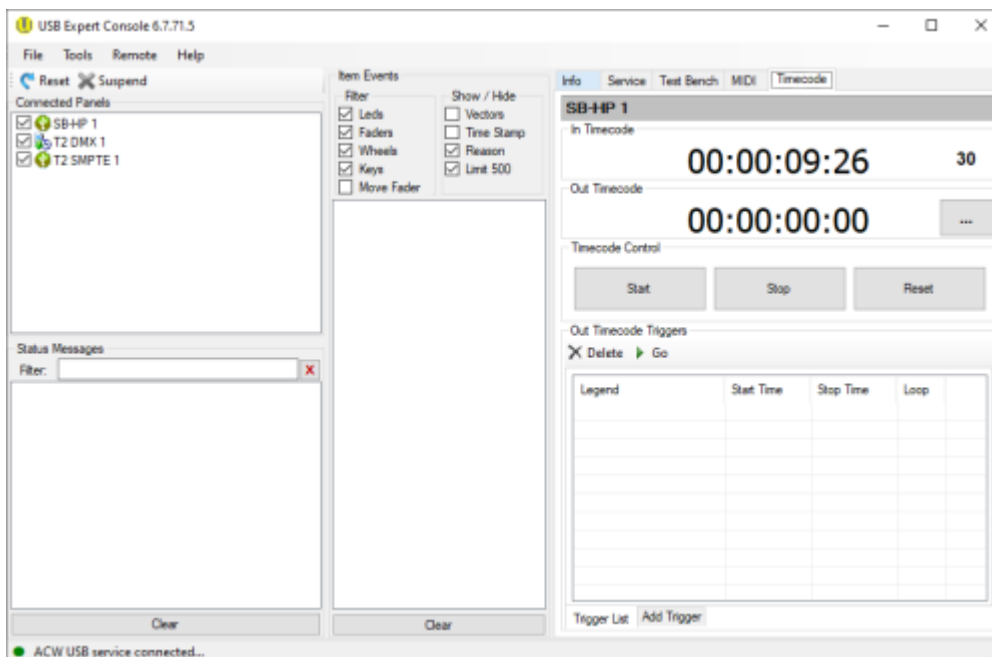 USB Expert Console 6.7.71.5
File Tools Remote Help
Reset Suspend
Connected Panels
SB-HP 1
T2 DMX 1
T2 SMPTE 1
Status Messages
Filter:
X
Clear
Item Events
Filter
Leds
Faders
Wheels
Keys
Move Fader
Show / Hide
Vectors
Time Stamp
Reason
Limit 500
Clear
Info Service Test Bench MIDI Timecode
SB-HP 1
In Timecode
00:00:09:26 30
Out Timecode
00:00:00:00 ...
Timecode Control
Start Stop Reset
Out Timecode Triggers
Delete Go
Legend Start Time Stop Time Loop
Trigger List Add Trigger
ACW USB service connected...